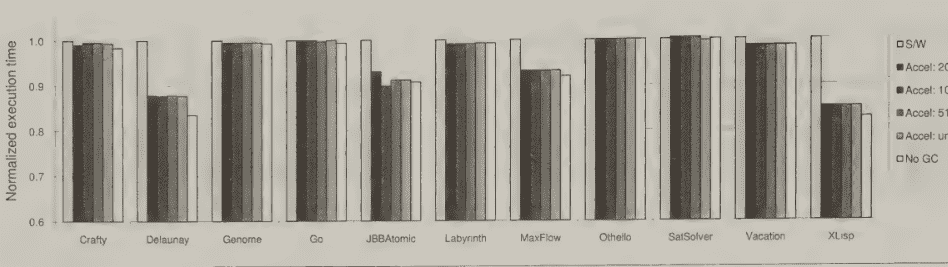 Normalized execution time
1.0
0.9
0.8
0.7
0.6
Crafty
Delaunay
Genome
Go
JBBAtomic
Labyrinth
MaxFlow
Othello
SatSolver
Vacation
XLisp
S/W
Accel: 20
Accel: 10
Accel: 51
Accel: un
No GC